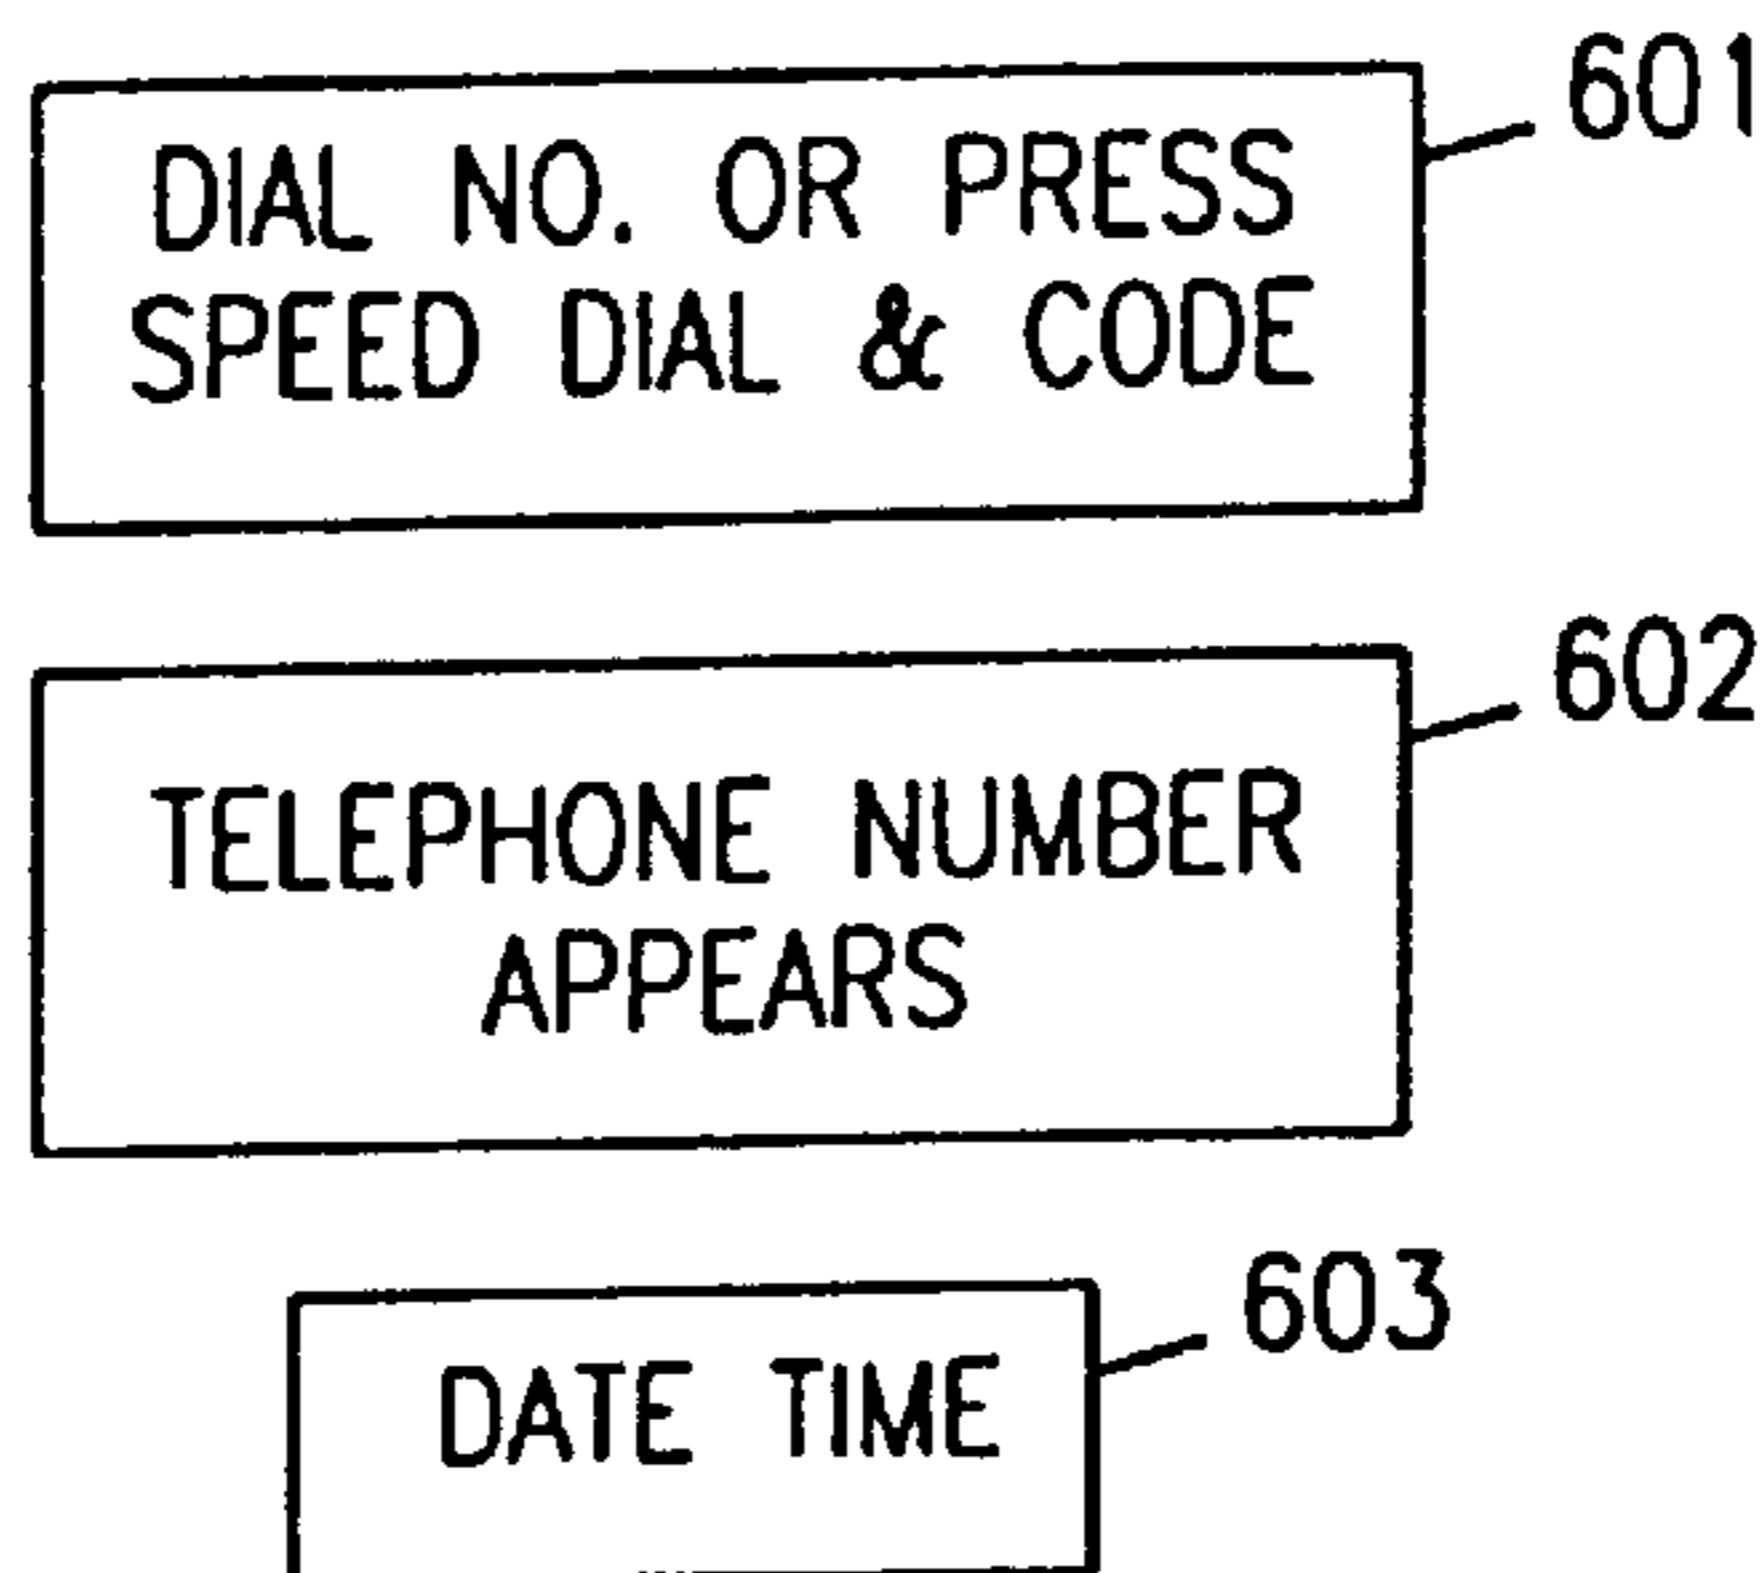 601
DIAL NO. OR PRESS
SPEED DIAL & CODE
602
TELEPHONE NUMBER
APPEARS
603
DATE TIME